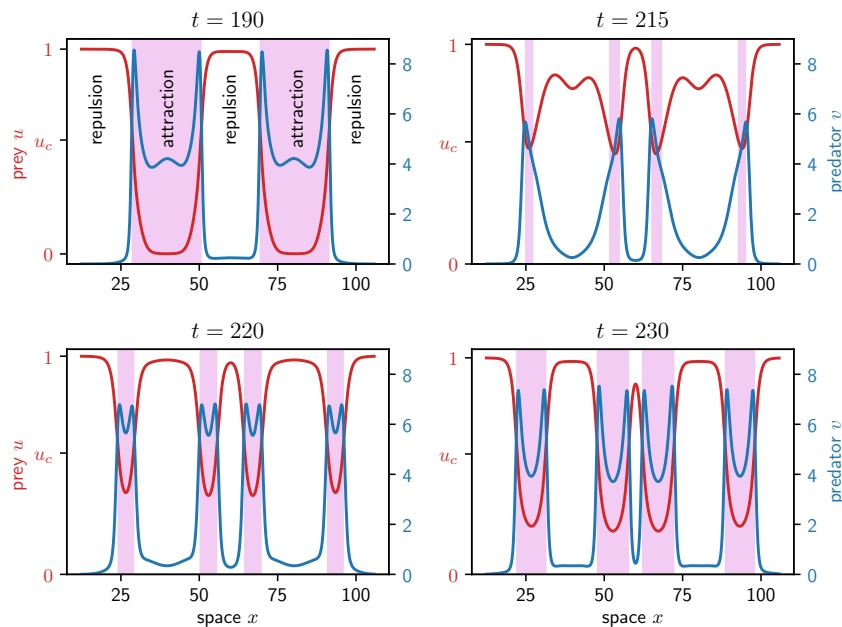 t = 190
t = 215
1
u_c
0
prey u
repulsion
attraction
repulsion
attraction
repulsion
8
6
4
2
0
25
50
75
100
1
u_c
0
8
6
4
2
0
predator v
25
50
75
100
t = 220
t = 230
1
u_c
0
prey u
8
6
4
2
0
25
50
75
100
space x
1
u_c
0
8
6
4
2
0
predator v
25
50
75
100
space x